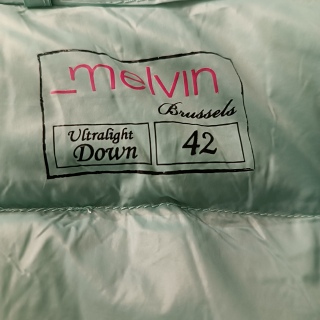 _melvin
Brussels
Ultralight
Down
42